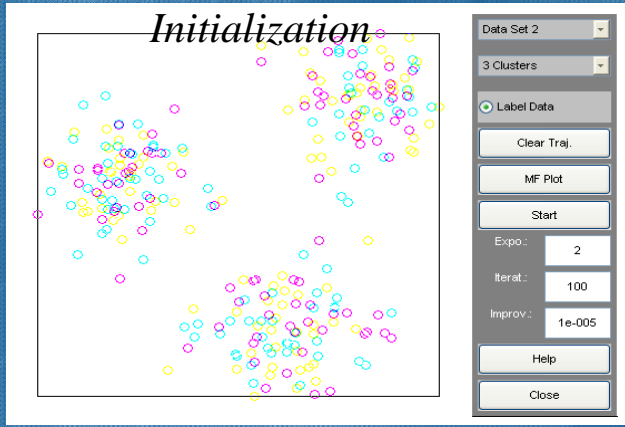 Initialization
Data Set 2
3 Clusters
Label Data
Clear Traj.
MF Plot
Start
Expo.: 2
Iterat.: 100
Improv.: 1e-005
Help
Close